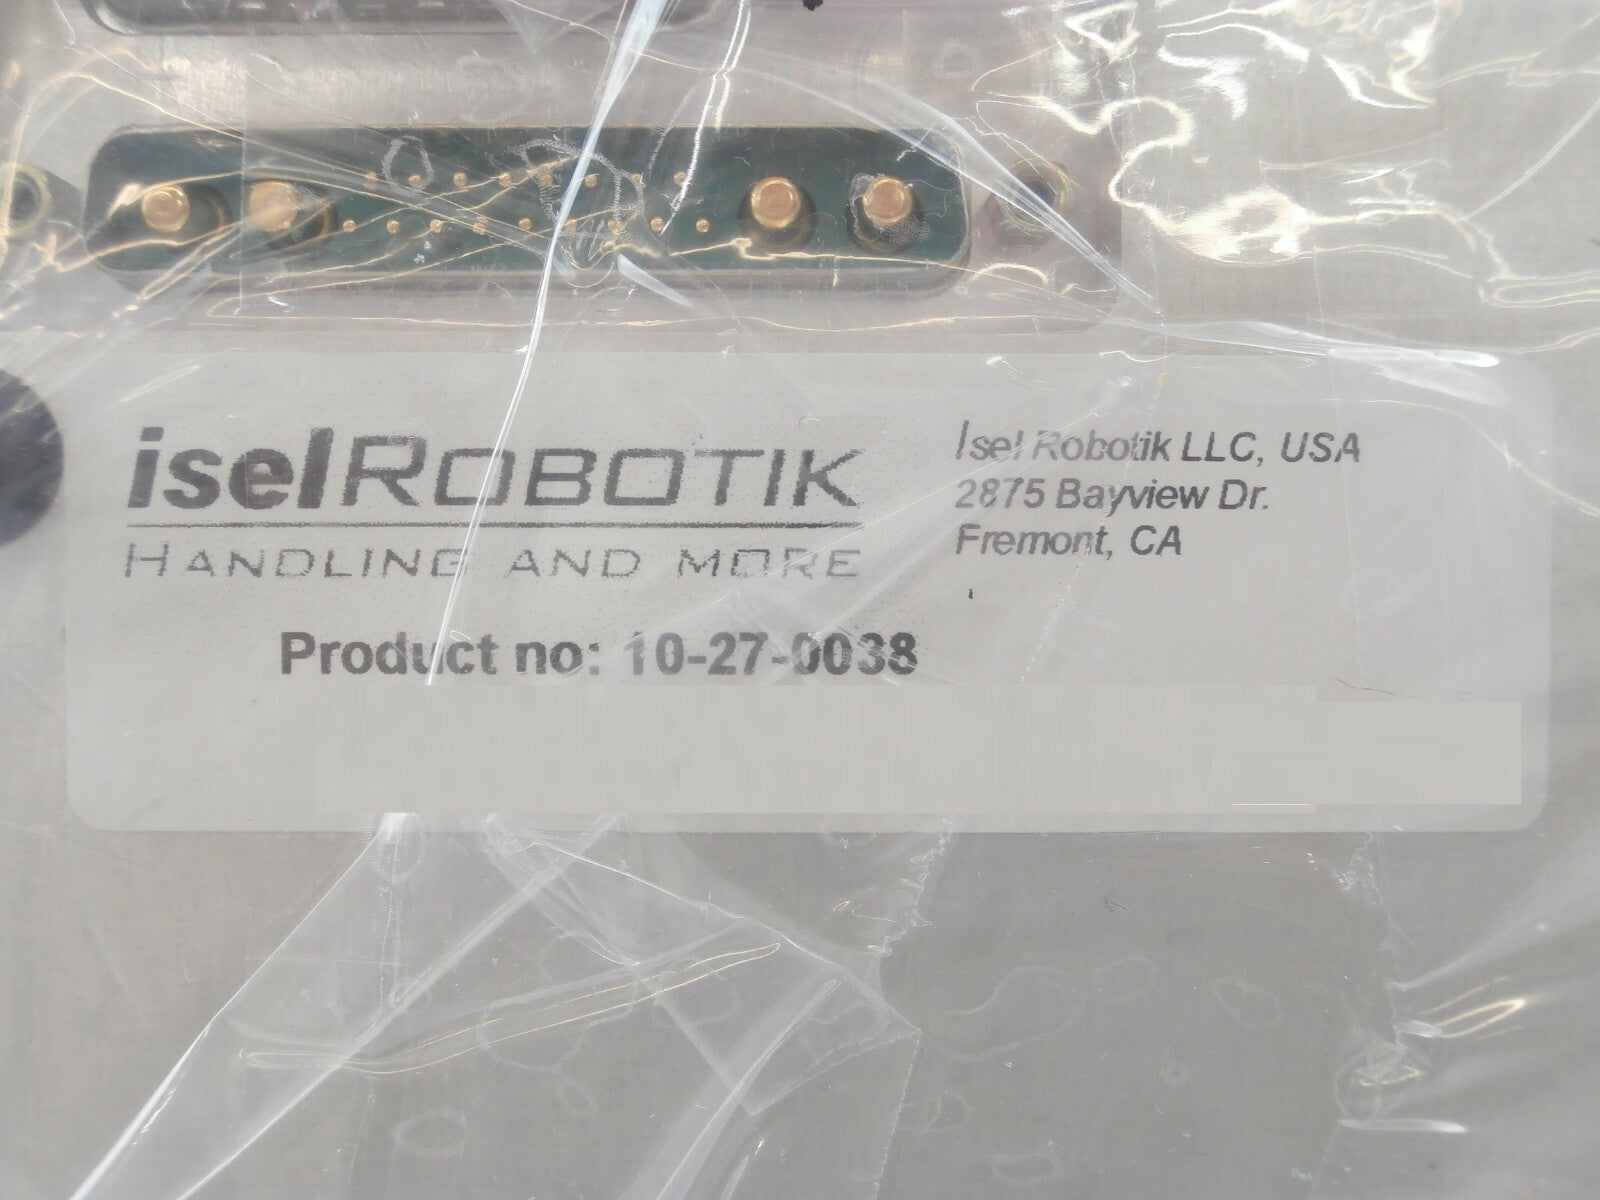 iselROBOTIK
HANDLING AND MORE
Isel Robotik LLC, USA
2875 Bayview Dr.
Fremont, CA
Product no: 10-27-0038